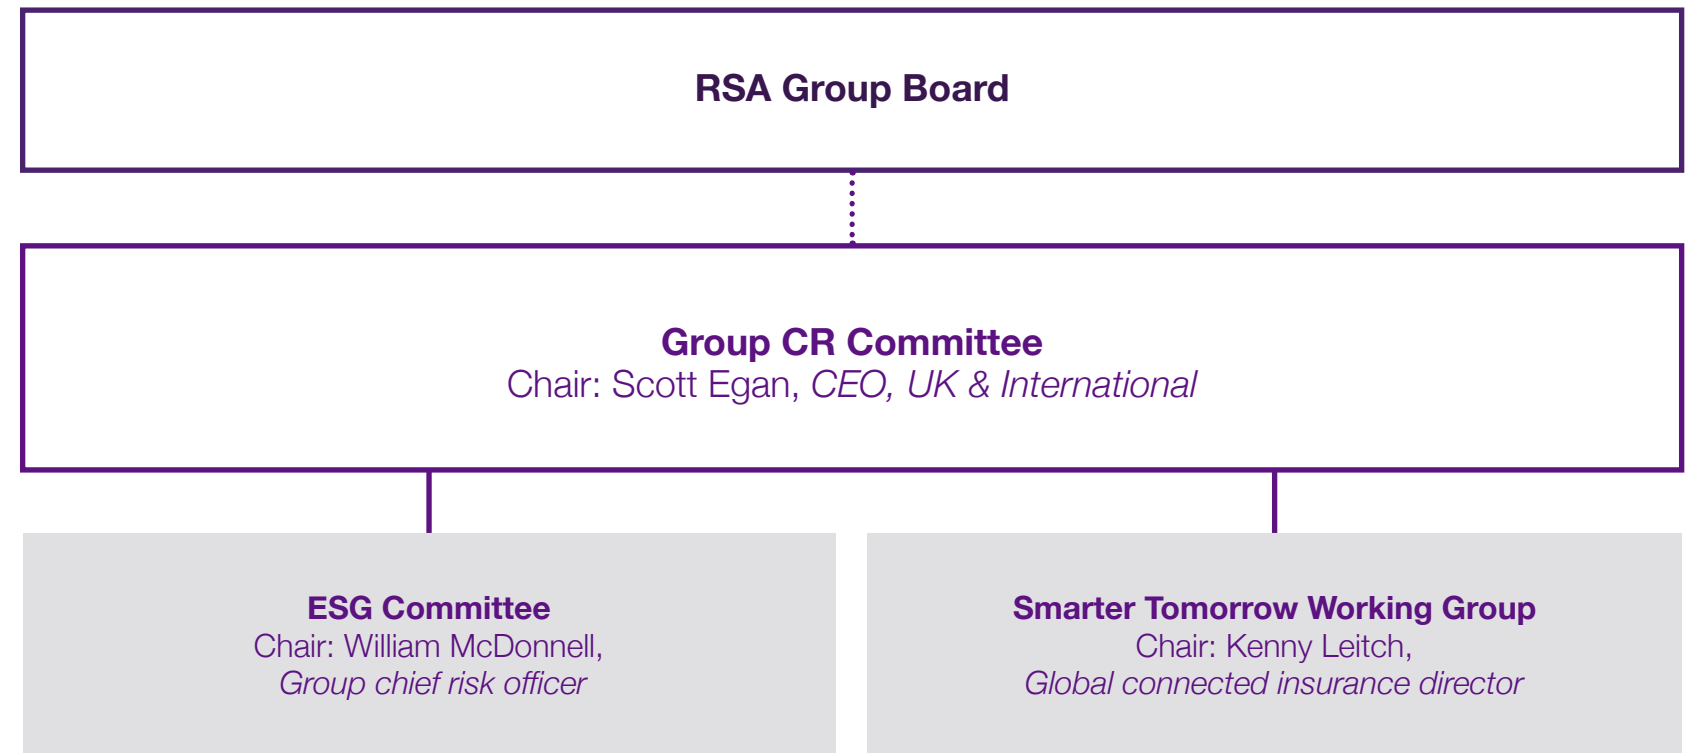 RSA Group Board
Group CR Committee
Chair: Scott Egan, CEO, UK & International
ESG Committee
Chair: William McDonnell,
Group chief risk officer
Smarter Tomorrow Working Group
Chair: Kenny Leitch,
Global connected insurance director